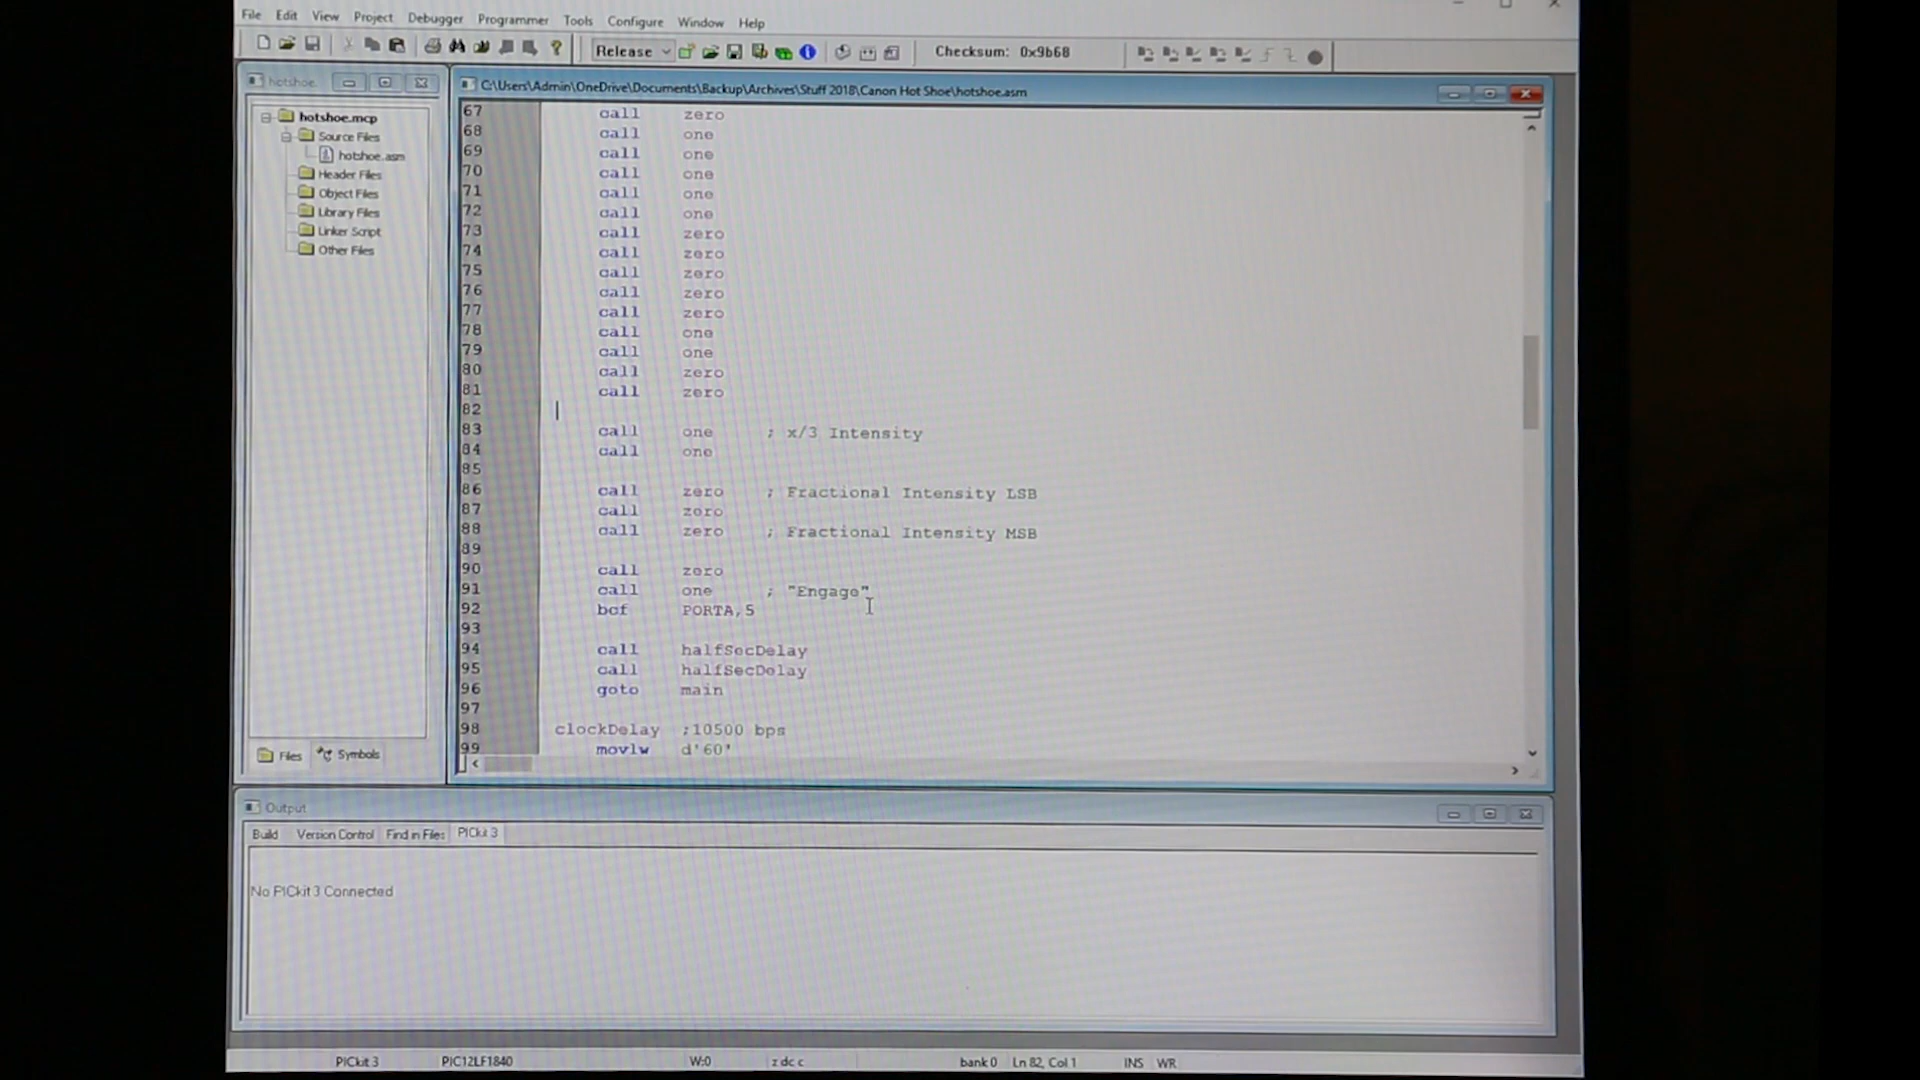 File Edit View Project Debugger Programmer Tools Configure Window Help
Release Checksum: 0x9b68
hotshoe.
C:\Users\Admin\OneDrive\Documents\Backup\Archives\Stuff 2018\Canon Hot Shoe\hotshoe.asm
hotshoe.mcp
Source Files
hotshoe.asm
Header Files
Object Files
Library Files
Linker Script
Other Files
Files Symbols
67 call zero
68 call one
69 call one
70 call one
71 call one
72 call one
73 call zero
74 call zero
75 call zero
76 call zero
77 call zero
78 call one
79 call one
80 call zero
81 call zero
82
83 call one ; x/3 Intensity
84 call one
85
86 call zero ; Fractional Intensity LSB
87 call zero
88 call zero ; Fractional Intensity MSB
89
90 call zero
91 call one ; "Engage"
92 bcf PORTA,5
93
94 call halfSecDelay
95 call halfSecDelay
96 goto main
97
98 clockDelay ;10500 bps
99 movlw d'60'
Output
Build Version Control Find in Files PICkit 3
No PICkit 3 Connected
PICkit 3 PIC12LF1840 W:0 z dc c bank 0 Ln 82, Col 1 INS WR